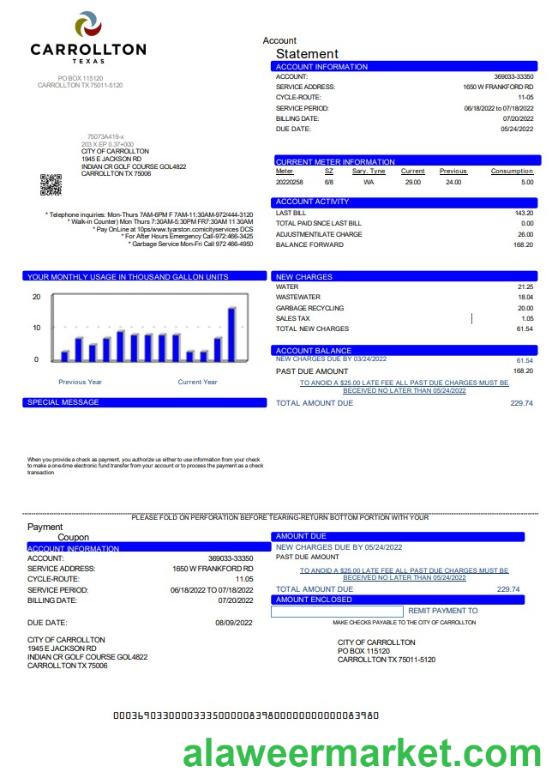 CARROLLTON
TEXAS
PO BOX 115120
CARROLLTON TX 75011-5120
75073A419-x
203 X EP 0.37+000
CITY OF CARROLLTON
1945 E JACKSON RD
INDIAN CR GOLF COURSE GOL4822
CARROLLTON TX 75006
* Telephone inquiries: Mon-Thurs 7AM-6PM F 7AM-11:30AM-972/444-3120
* Walk-in Counter) Mon Thurs 7:30AM-5:30PM FR7:30AM 11 30AM
* Pay OnLine at 10ps/www.tyarston.comicityservices DCS
* For After Hours Emergency Call-972:466-3425
* Garbage Service Mon-Fri Call 972 466-4950
Account
Statement
ACCOUNT INFORMATION
ACCOUNT: 369033-33350
SERVICE ADDRESS: 1650 W FRANKFORD RD
CYCLE-ROUTE: 11-05
SERVICE PERIOD: 06/18/2022 to 07/18/2022
BILLING DATE: 07/20/2022
DUE DATE: 05/24/2022
CURRENT METER INFORMATION
Meter SZ Sary. Tyne Current Previous Consumption
20220258 6/8 WA 29.00 24.00 5.00
ACCOUNT ACTIVITY
LAST BILL 143.20
TOTAL PAID SNCE LAST BILL 0.00
ADJUSTMENTILATE CHARGE 26.00
BALANCE FORWARD 168.20
YOUR MONTHLY USAGE IN THOUSAND GALLON UNITS
20
10
0
Previous Year Current Year
SPECIAL MESSAGE
NEW CHARGES
WATER 21.25
WASTEWATER 18.04
GARBAGE RECYCLING 20.00
SALES TAX 1.05
TOTAL NEW CHARGES 61.54
ACCOUNT BALANCE
NEW CHARGES DUE BY 03/24/2022 61.54
PAST DUE AMOUNT 168.20
TO ANOID A $25.00 LATE FEE ALL PAST DUE CHARGES MUST BE
RECEIVED NO LATER THAN 05/24/2022
TOTAL AMOUNT DUE 229.74
When you provide a check as payment, you authorize us either to use information from your check
to make a one-time electronic fund transfer from your account or to process the payment as a check
transaction
PLEASE FOLD ON PERFORATION BEFORE TEARING-RETURN BOTTOM PORTION WITH YOUR
Payment
Coupon
ACCOUNT INFORMATION
ACCOUNT: 369033-33350
SERVICE ADDRESS: 1650 W FRANKFORD RD
CYCLE-ROUTE: 11.05
SERVICE PERIOD: 06/18/2022 TO 07/18/2022
BILLING DATE: 07/20/2022
DUE DATE: 08/09/2022
CITY OF CARROLLTON
1945 E JACKSON RD
INDIAN CR GOLF COURSE GOL4822
CARROLLTON TX 75006
AMOUNT DUE
NEW CHARGES DUE BY 05/24/2022
PAST DUE AMOUNT
TO ANOID A $25.00 LATE FEE ALL PAST DUE CHARGES MUST BE
RECEIVED NO LATER THAN 05/24/2022
TOTAL AMOUNT DUE 229.74
AMOUNT ENCLOSED
REMIT PAYMENT TO
MAKE CHECKS PAYABLE TO THE CITY OF CARROLLTON
CITY OF CARROLLTON
PO BOX 115120
CARROLLTON TX 75011-5120
alaweermarket.com